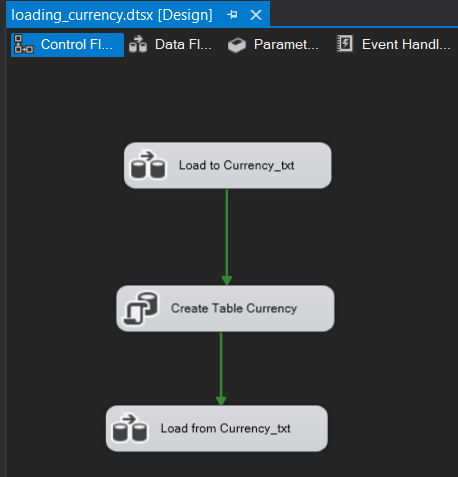 loading_currency.dtsx [Design]
Control Fl... Data Fl... Paramet... Event Handl...
Load to Currency_txt
Create Table Currency
Load from Currency_txt